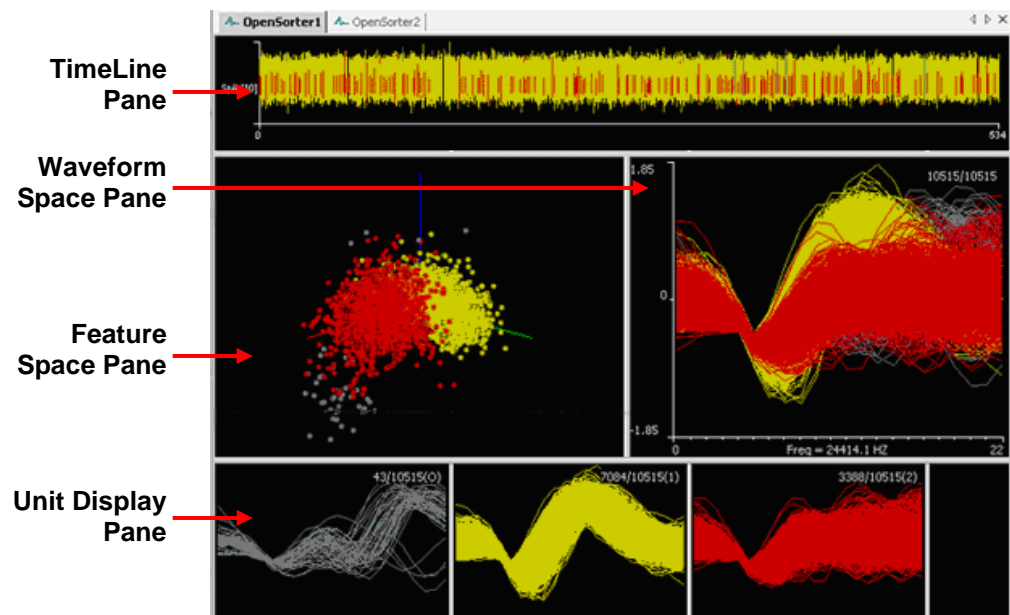 OpenSorter1 OpenSorter2
TimeLine
Pane
0 534
Waveform
Space Pane
1.85
10515/10515
0
-1.85
0 Freq = 24414.1 HZ 22
Feature
Space Pane
Unit Display
Pane
43/10515(0) 7084/10515(1) 3388/10515(2)